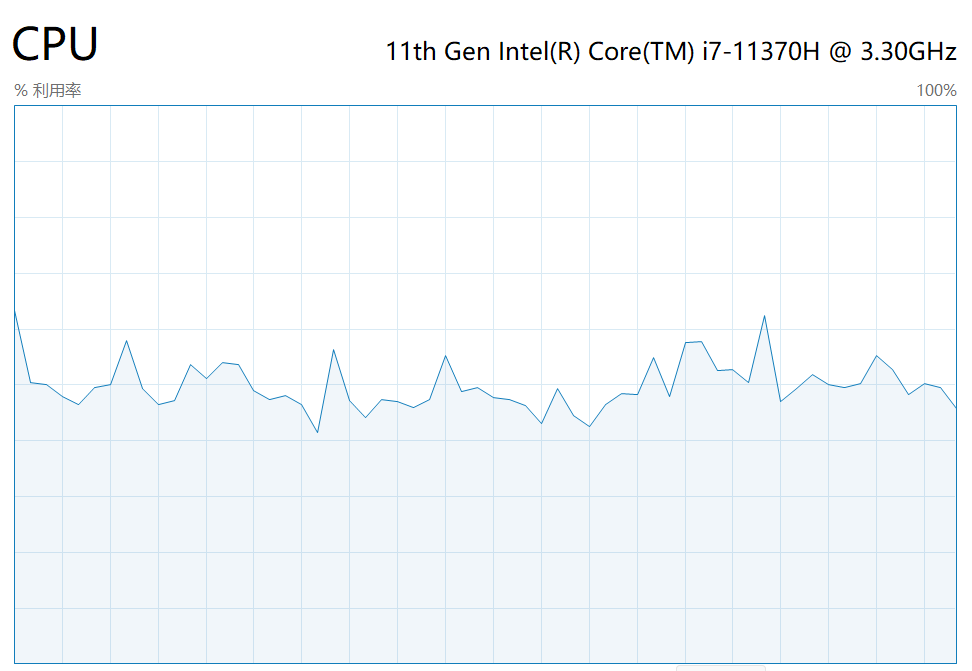 CPU
11th Gen Intel(R) Core(TM) i7-11370H @ 3.30GHz
% 利用率
100%